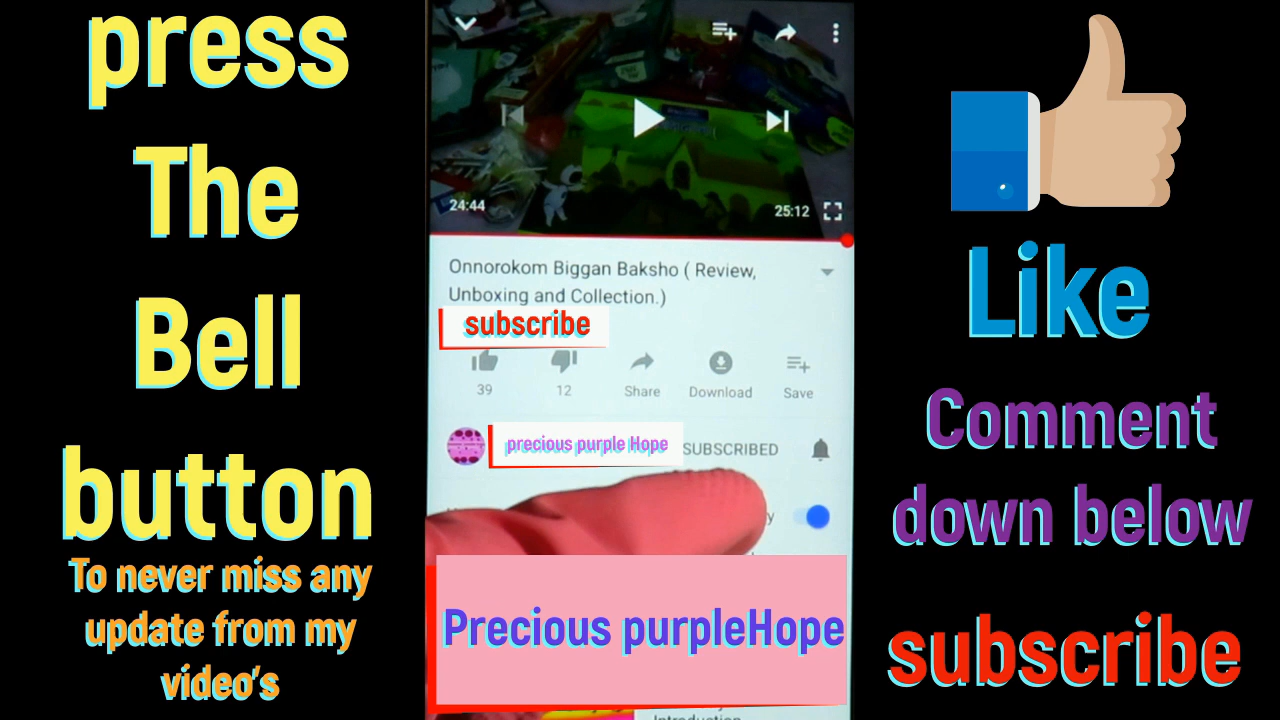 press
The
Bell
button
To never miss any
update from my
video's
24:44
25:12
Onnorokom Biggan Baksho ( Review,
Unboxing and Collection.)
subscribe
39
12
Share
Download
Save
precious purple Hope
SUBSCRIBED
Precious purpleHope
Introduction
Like
Comment
down below
subscribe